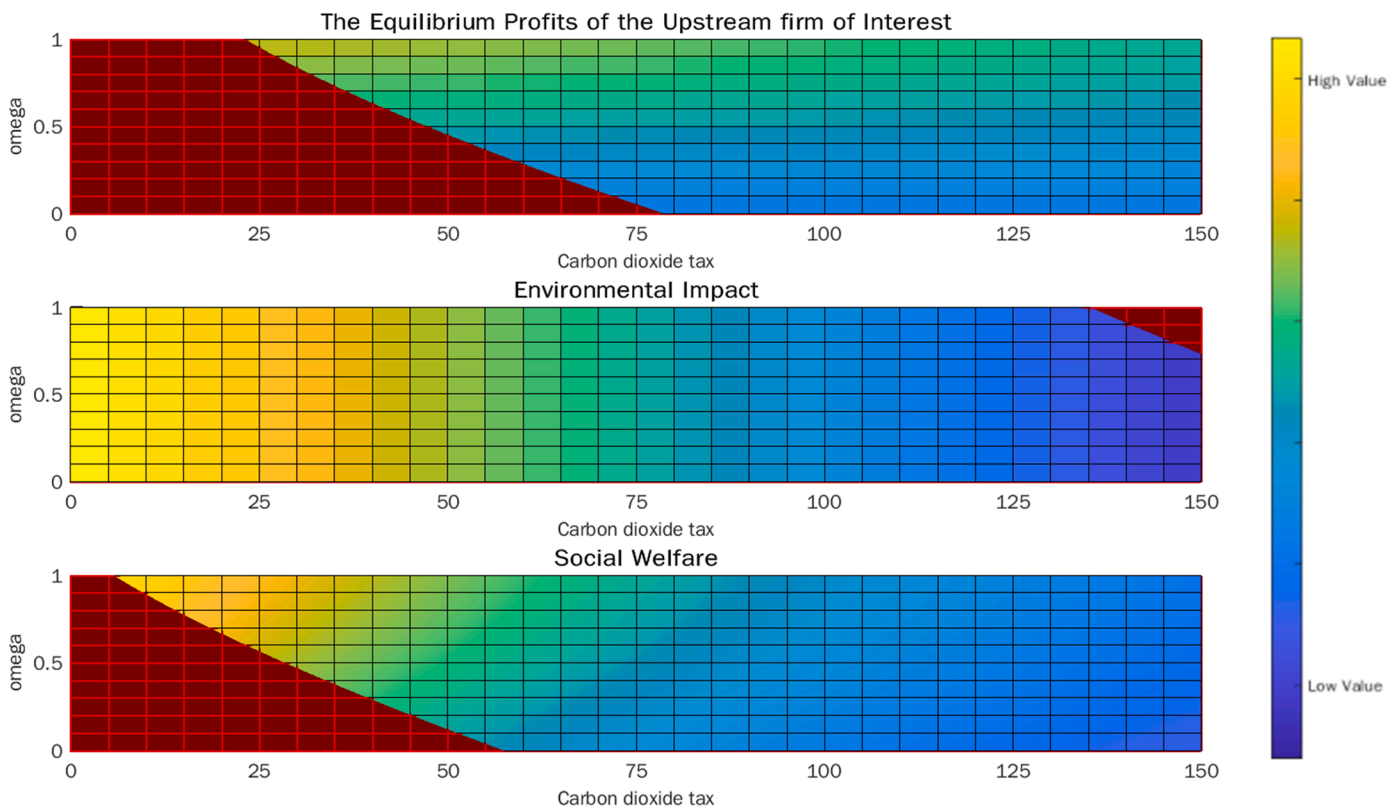 The Equilibrium Profits of the Upstream firm of Interest
1
0.5
0
omega
0 25 50 75 100 125 150
Carbon dioxide tax
Environmental Impact
1
0.5
0
omega
0 25 50 75 100 125 150
Carbon dioxide tax
Social Welfare
1
0.5
0
omega
0 25 50 75 100 125 150
Carbon dioxide tax
High Value
Low Value